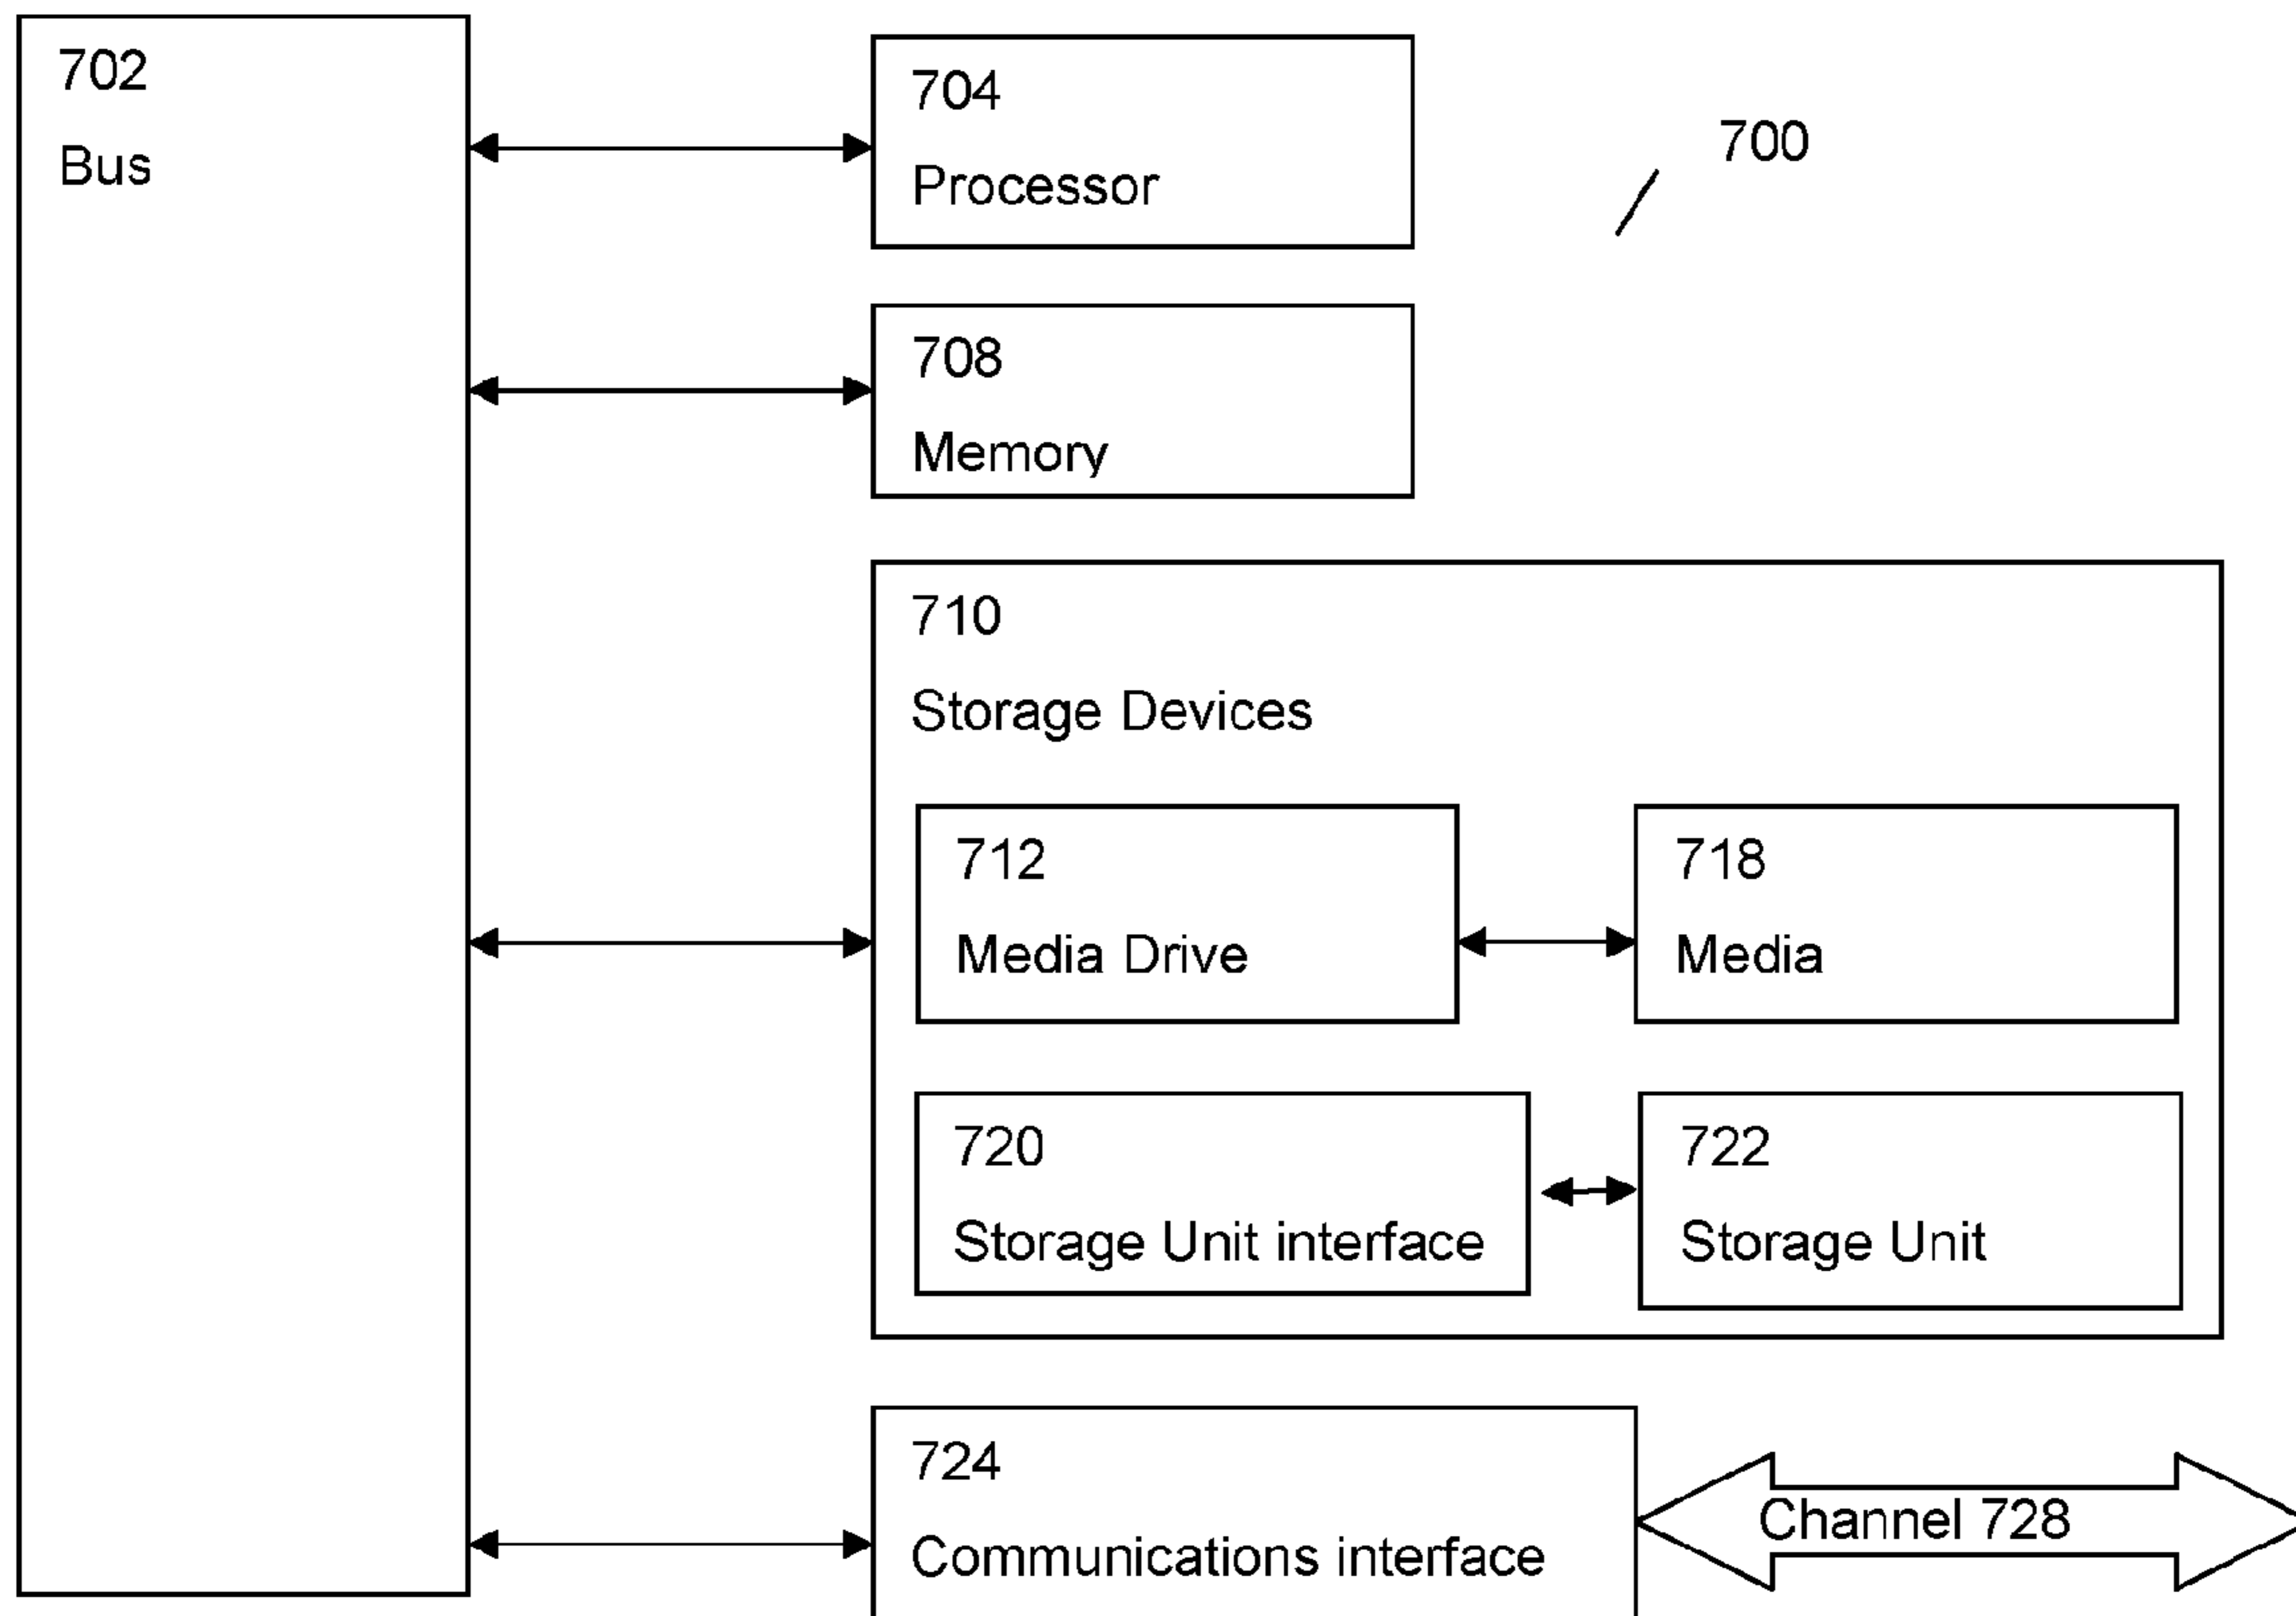 702
Bus
704
Processor
700
708
Memory
710
Storage Devices
712
Media Drive
718
Media
720
Storage Unit interface
722
Storage Unit
724
Communications interface
Channel 728